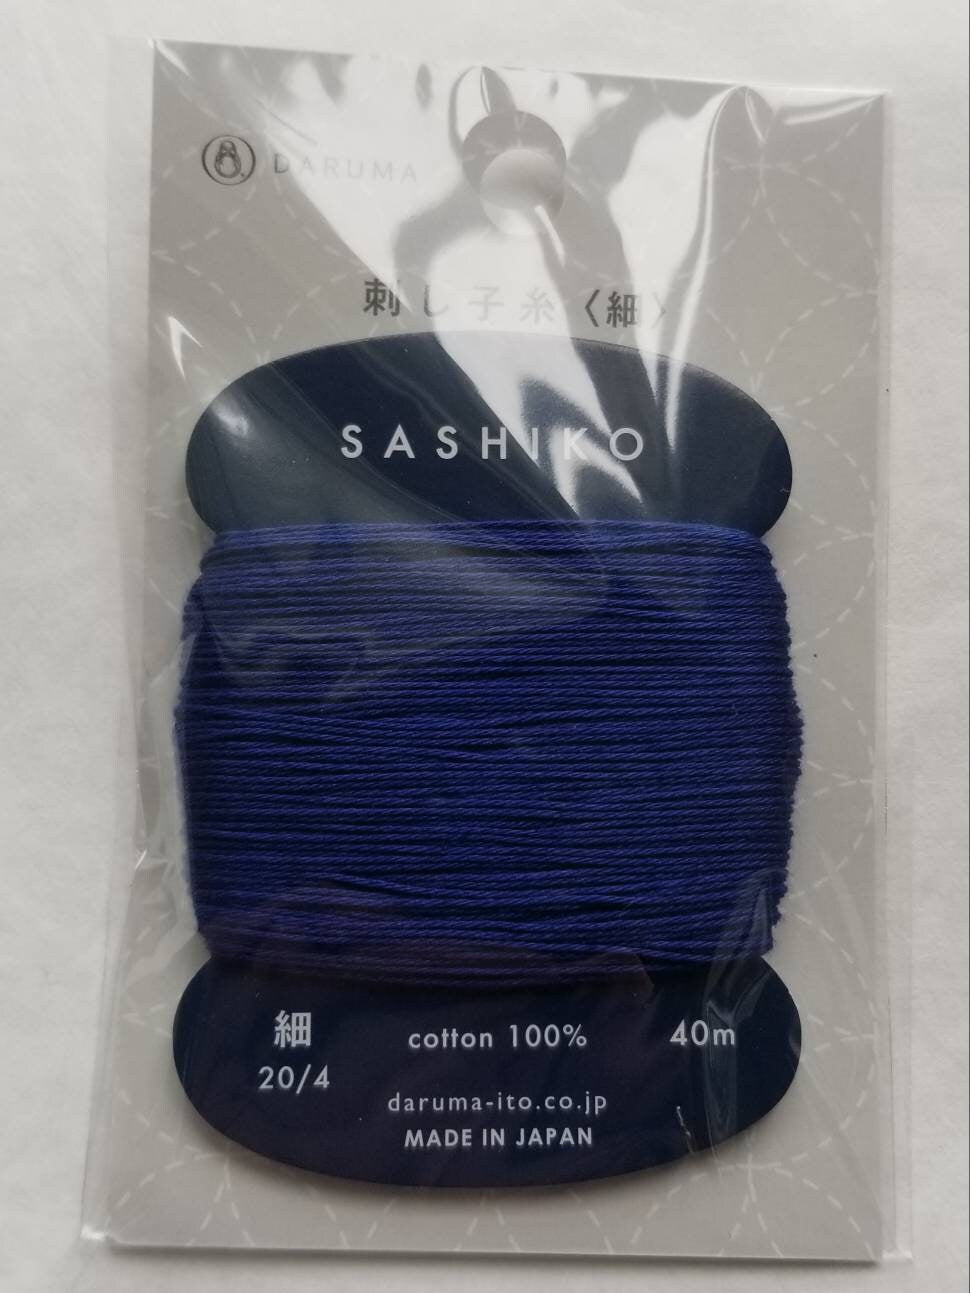 DARUMA
刺し子糸〈細〉
SASHIKO
細
20/4
cotton 100%
40m
daruma-ito.co.jp
MADE IN JAPAN